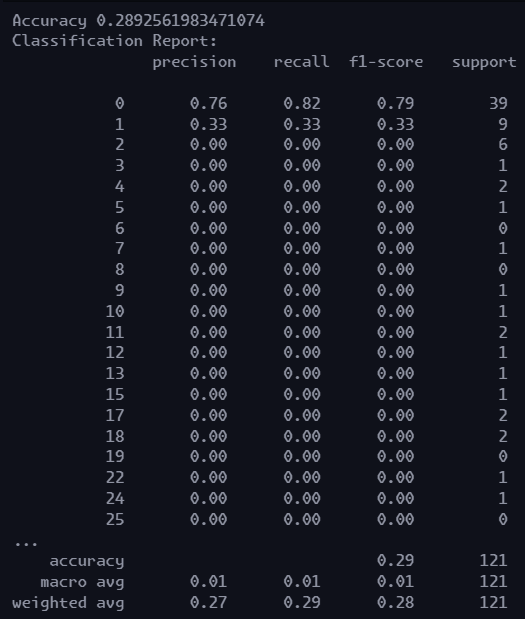 Accuracy 0.2892561983471074
Classification Report:
precision recall f1-score support
0 0.76 0.82 0.79 39
1 0.33 0.33 0.33 9
2 0.00 0.00 0.00 6
3 0.00 0.00 0.00 1
4 0.00 0.00 0.00 2
5 0.00 0.00 0.00 1
6 0.00 0.00 0.00 0
7 0.00 0.00 0.00 1
8 0.00 0.00 0.00 0
9 0.00 0.00 0.00 1
10 0.00 0.00 0.00 1
11 0.00 0.00 0.00 2
12 0.00 0.00 0.00 1
13 0.00 0.00 0.00 1
15 0.00 0.00 0.00 1
17 0.00 0.00 0.00 2
18 0.00 0.00 0.00 2
19 0.00 0.00 0.00 0
22 0.00 0.00 0.00 1
24 0.00 0.00 0.00 1
25 0.00 0.00 0.00 0
...
accuracy 0.29 121
macro avg 0.01 0.01 0.01 121
weighted avg 0.27 0.29 0.28 121